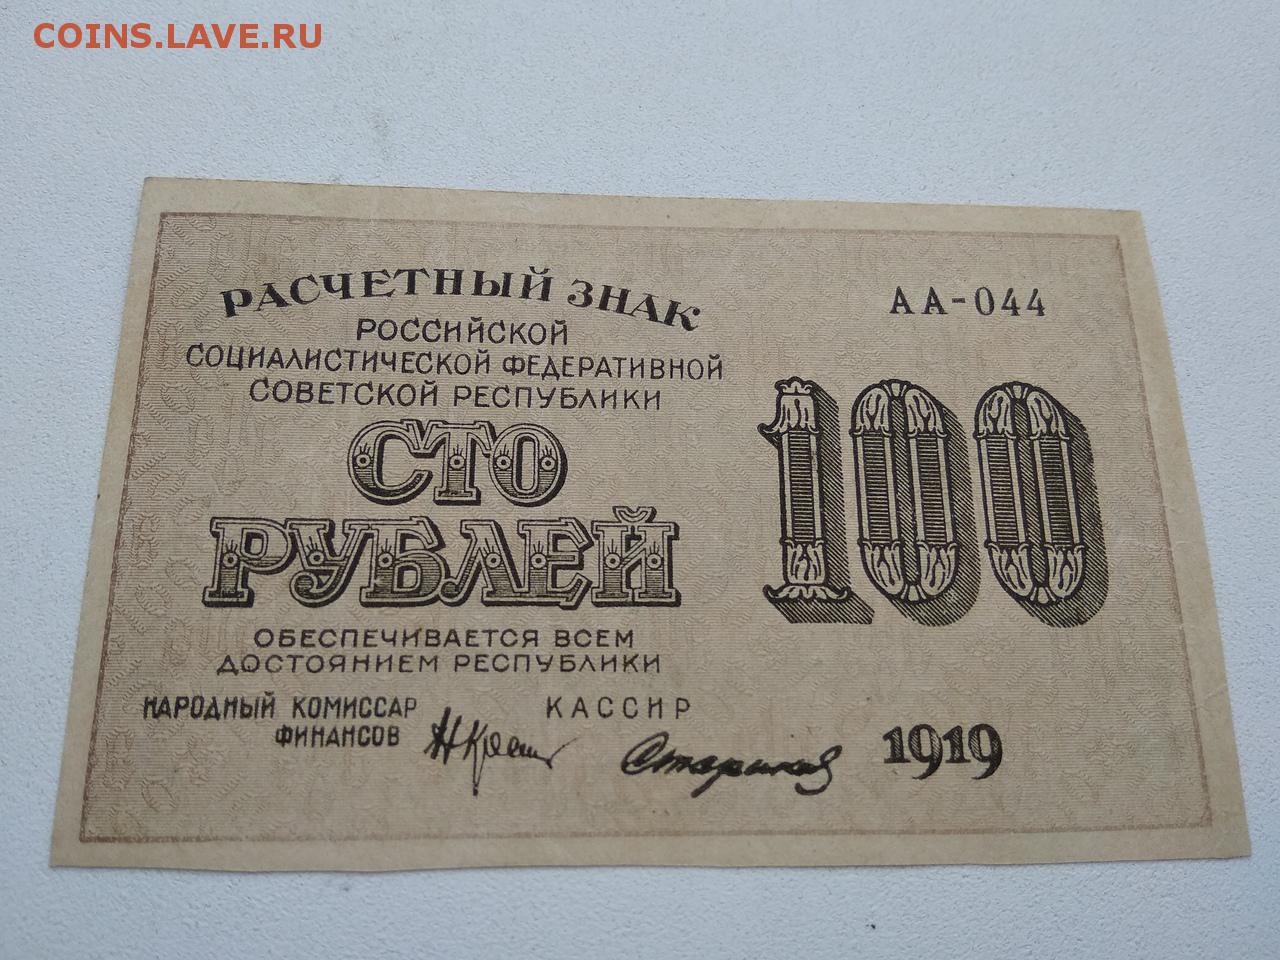 COINS.LAVE.RU
РАСЧЕТНЫЙ ЗНАК
РОССИЙСКОЙ
СОЦИАЛИСТИЧЕСКОЙ ФЕДЕРАТИВНОЙ
СОВЕТСКОЙ РЕСПУБЛИКИ
СТО
РУБЛЕЙ
ОБЕСПЕЧИВАЕТСЯ ВСЕМ
ДОСТОЯНИЕМ РЕСПУБЛИКИ
НАРОДНЫЙ КОМИССАР
ФИНАНСОВ
КАССИР
АА-044
100
1919